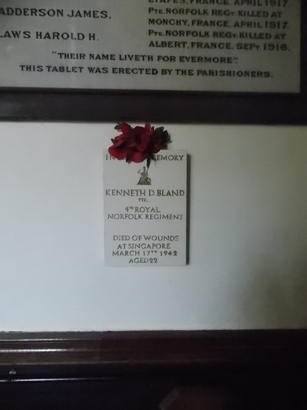 ETAPES, FRANCE. APRIL 1917.
ADDERSON JAMES. Pte. NORFOLK REGT. KILLED AT
MONCHY, FRANCE. APRIL 1917.
LAWS HAROLD H. Pte. NORFOLK REGT. KILLED AT
ALBERT, FRANCE. SEPT. 1918.
"THEIR NAME LIVETH FOR EVERMORE"
THIS TABLET WAS ERECTED BY THE PARISHIONERS.
MEMORY
KENNETH D. BLAND
PTE.
4TH ROYAL
NORFOLK REGIMENT
DIED OF WOUNDS
AT SINGAPORE
MARCH 17TH 1942
AGED 22